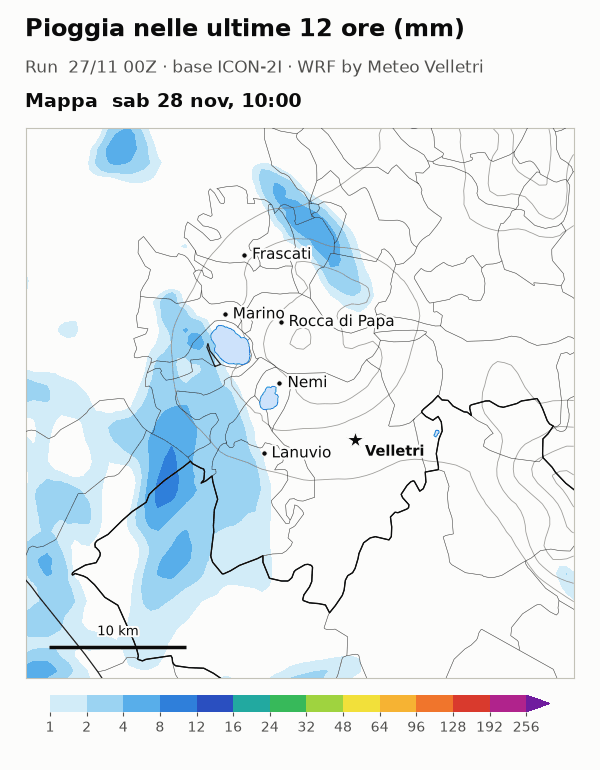 Pioggia nelle ultime 12 ore (mm)
Run  27/11 00Z · base ICON-2I · WRF by Meteo Velletri
Mappa  sab 28 nov, 10:00
Frascati
Marino
Rocca di Papa
Nemi
Velletri
Lanuvio
10 km
1 2 4 8 12 16 24 32 48 64 96 128 192 256